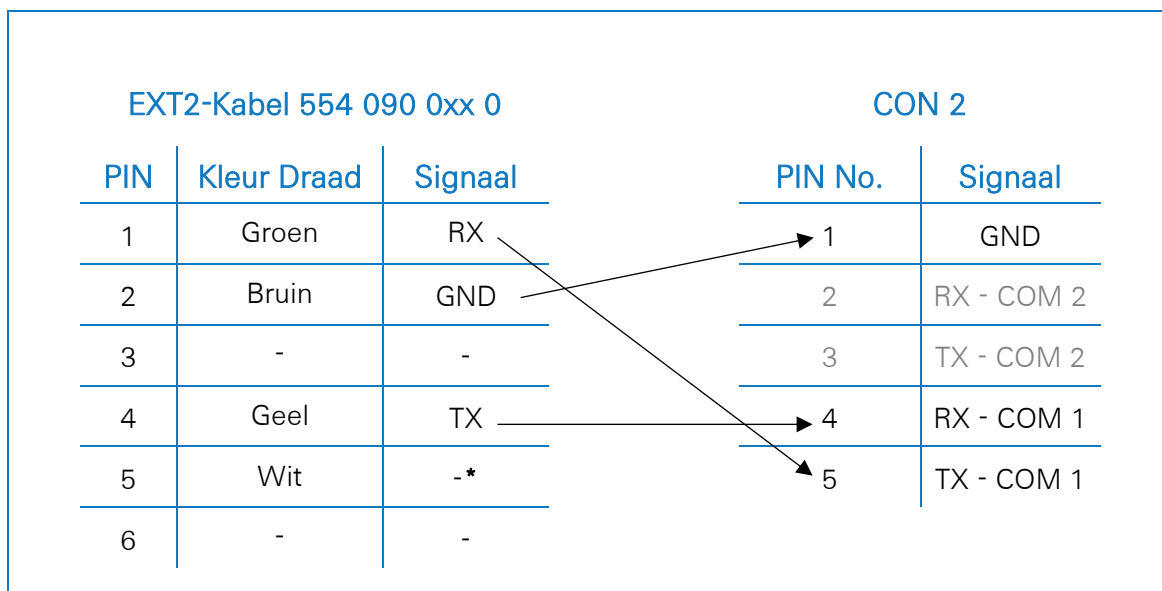 EXT2-Kabel 554 090 0xx 0 CON 2
PIN Kleur Draad Signaal PIN No. Signaal
1 Groen RX 1 GND
2 Bruin GND 2 RX - COM 2
3 - - 3 TX - COM 2
4 Geel TX 4 RX - COM 1
5 Wit -* 5 TX - COM 1
6 - -